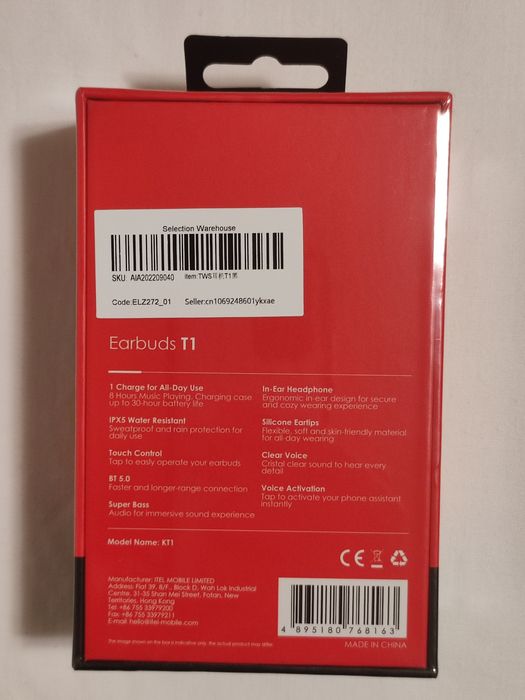 Selection Warehouse
SKU: AIA202209040 item:TWS耳机T1黑
Code:ELZ272_01 Seller:cn1069248601ykxae
Earbuds T1
1 Charge for All-Day Use
8 Hours Music Playing, Charging case
up to 30-hour battery life
IPX5 Water Resistant
Sweatproof and rain protection for
daily use
Touch Control
Tap to easily operate your earbuds
BT 5.0
Faster and longer-range connection
Super Bass
Audio for immersive sound experience
In-Ear Headphone
Ergonomic in-ear design for secure
and cozy wearing experience
Silicone Eartips
Flexible, soft and skin-friendly material
for all-day wearing
Clear Voice
Cristal clear sound to hear every
detail
Voice Activation
Tap to activate your phone assistant
instantly
Model Name: KT1
CE
Manufacturer: ITEL MOBILE LIMITED
Address: Flat 39, 8/F., Block D, Wah Lok Industrial
Centre, 31-35 Shan Mei Street, Fotan, New
Territories, Hong Kong
Tel: +86 755 33979200
Fax: +86 755 33979211
E-mail: hello@itel-mobile.com
The image shown on the box is indicative only, the actual product may differ.
4 895180 768163
MADE IN CHINA